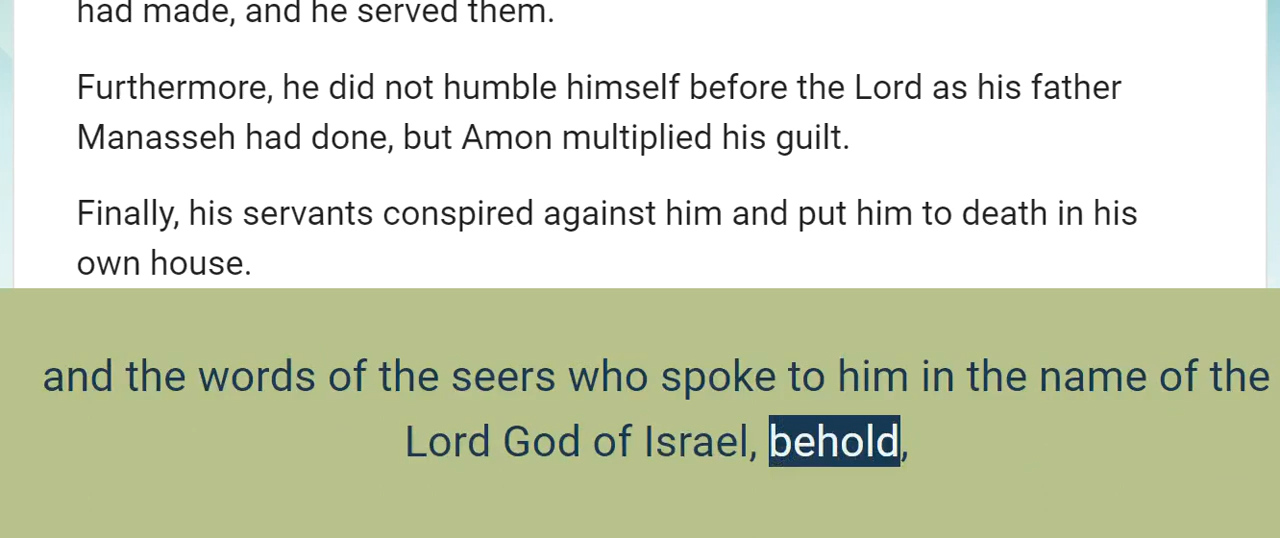 had made, and he served them.
Furthermore, he did not humble himself before the Lord as his father
Manasseh had done, but Amon multiplied his guilt.
Finally, his servants conspired against him and put him to death in his
own house.
and the words of the seers who spoke to him in the name of the
Lord God of Israel, behold,